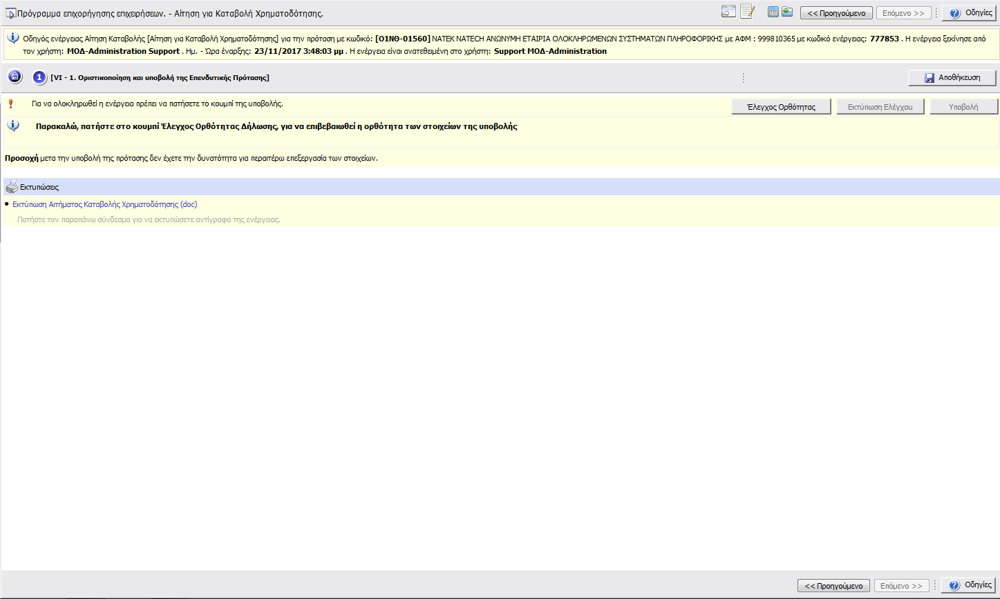 Πρόγραμμα επιχορήγησης επιχειρήσεων. - Αίτηση για Καταβολή Χρηματοδότησης.
<< Προηγούμενο
Επόμενο >>
Οδηγίες
Οδηγός ενέργειας Αίτηση Καταβολής [Αίτηση για Καταβολή Χρηματοδότησης] για την πρόταση με κωδικό: [Ο1ΝΘ-01560] NATEK NATECH ΑΝΩΝΥΜΗ ΕΤΑΙΡΙΑ ΟΛΟΚΛΗΡΩΜΕΝΩΝ ΣΥΣΤΗΜΑΤΩΝ ΠΛΗΡΟΦΟΡΙΚΗΣ με ΑΦΜ : 999810365 με κωδικό ενέργειας: 777853 . Η ενέργεια ξεκίνησε από
τον χρήστη: ΜΟΔ-Administration Support . Ημ. - Ώρα έναρξης: 23/11/2017 3:48:03 μμ . Η ενέργεια είναι ανατεθειμένη στο χρήστη: Support ΜΟΔ-Administration
1 [VI - 1. Οριστικοποίηση και υποβολή της Επενδυτικής Πρότασης]
Αποθήκευση
Για να ολοκληρωθεί η ενέργεια πρέπει να πατήσετε το κουμπί της υποβολής.
Έλεγχος Ορθότητας
Εκτύπωση Ελέγχου
Υποβολή
Παρακαλώ, πατήστε στο κουμπί Έλεγχος Ορθότητας Δήλωσης, για να επιβεβαιωθεί η ορθότητα των στοιχείων της υποβολής
Προσοχή μετα την υποβολή της πρότασης δεν έχετε την δυνατότητα για περαιτέρω επεξεργασία των στοιχείων.
Εκτυπώσεις
Εκτύπωση Αιτήματος Καταβολής Χρηματοδότησης (doc)
Πατήστε τον παραπάνω σύνδεσμο για να εκτυπώσετε αντίγραφο της ενέργειας.
<< Προηγούμενο
Επόμενο >>
Οδηγίες